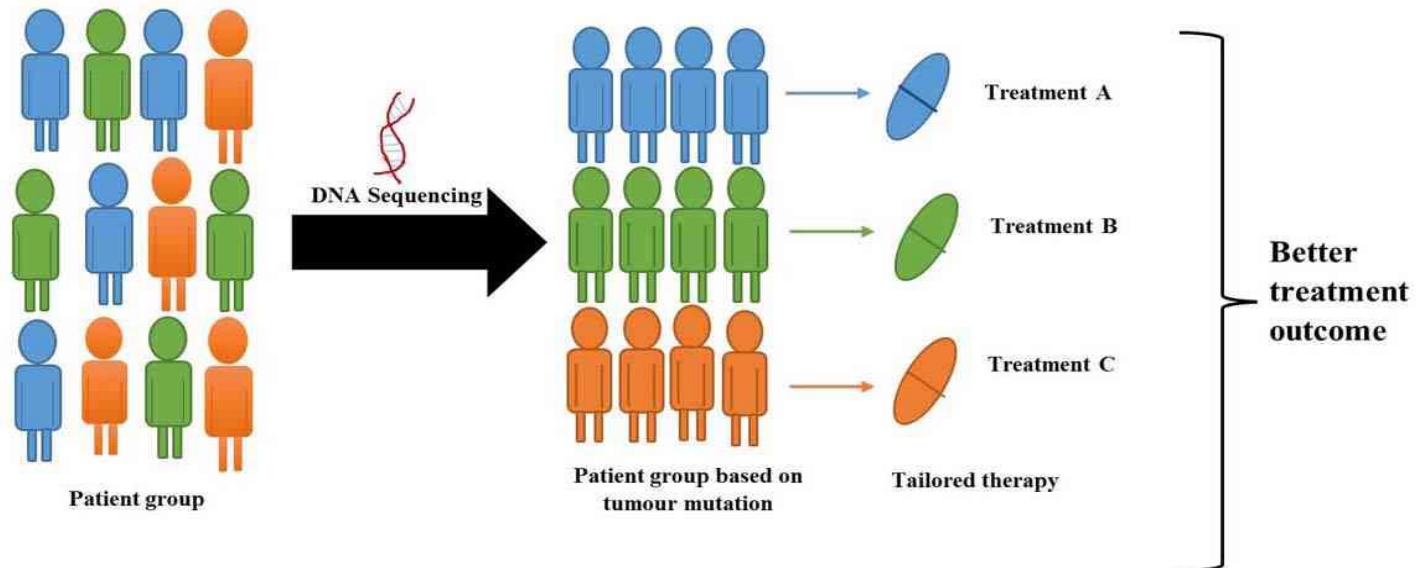 DNA Sequencing
Patient group
Patient group based on
tumour mutation
Treatment A
Treatment B
Treatment C
Tailored therapy
Better
treatment
outcome